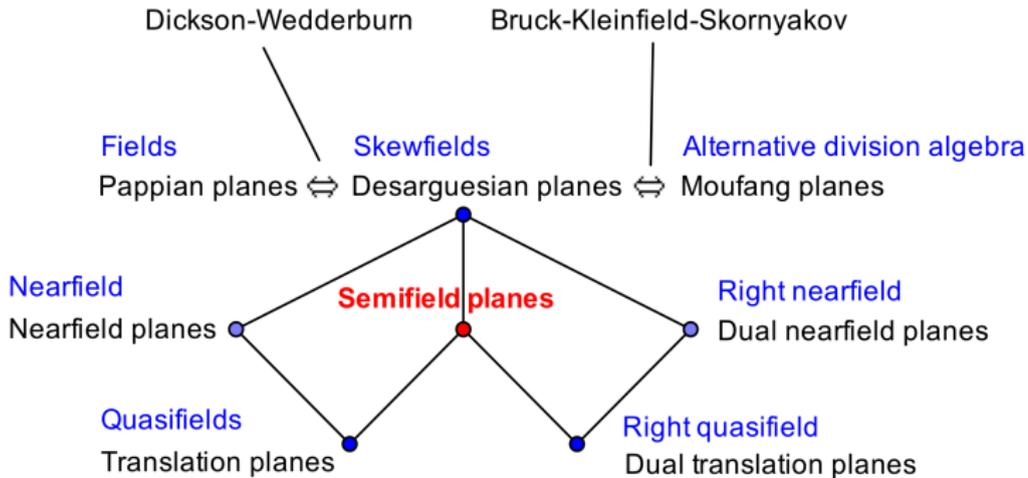 Dickson-Wedderburn
Bruck-Kleinfield-Skornyakov
Fields
Skewfields
Alternative division algebra
Pappian planes ⇔ Desarguesian planes ⇔ Moufang planes
Nearfield
Semifield planes
Right nearfield
Nearfield planes
Dual nearfield planes
Quasifields
Right quasifield
Translation planes
Dual translation planes